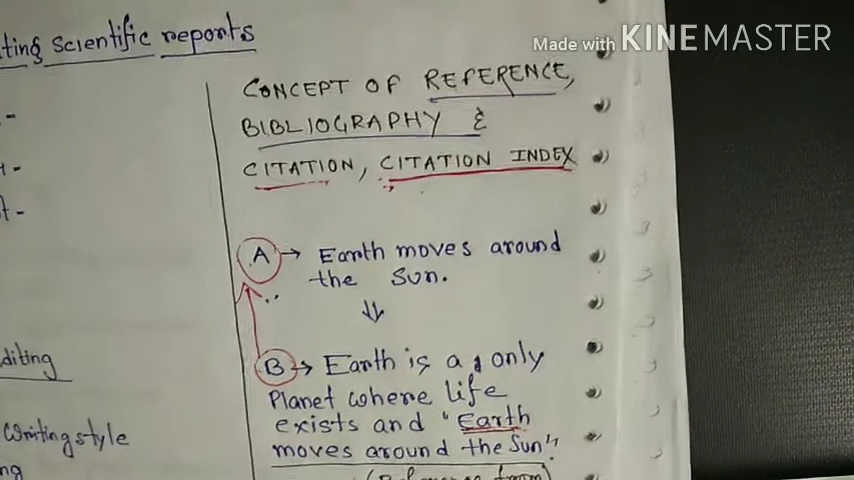 ting scientific reports
Made with KINEMASTER
CONCEPT OF REFERENCE,
BIBLIOGRAPHY &
CITATION, CITATION INDEX
A → Earth moves around
the Sun.
⇓
B → Earth is a only
Planet where life
exists and "Earth
moves around the Sun".
diting
Writing style
ng